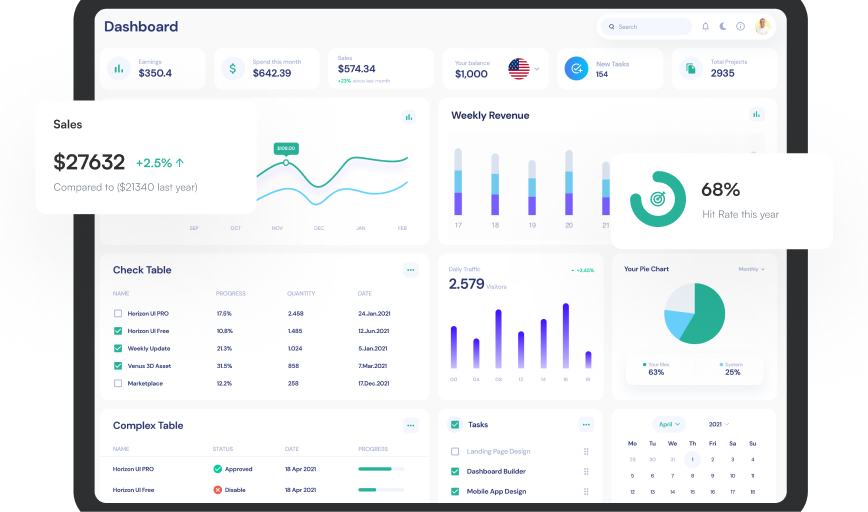 Dashboard
Search
Earnings
$350.4
Spend this month
$642.39
Sales
$574.34
+23% since last month
Your balance
$1,000
New Tasks
154
Total Projects
2935
Sales
$27632 +2.5% ↑
Compared to ($21340 last year)
$108.00
SEP OCT NOV DEC JAN FEB
Weekly Revenue
17 18 19 20 21
68%
Hit Rate this year
Check Table
NAME PROGRESS QUANTITY DATE
Horizon UI PRO 17.5% 2.458 24.Jan.2021
Horizon UI Free 10.8% 1.485 12.Jun.2021
Weekly Update 21.3% 1.024 5.Jan.2021
Venus 3D Asset 31.5% 858 7.Mar.2021
Marketplace 12.2% 258 17.Dec.2021
Daily Traffic
+2.45%
2.579 Visitors
00 04 08 12 14 16 18
Your Pie Chart
Monthly
Your files
63%
System
25%
Complex Table
NAME STATUS DATE PROGRESS
Horizon UI PRO Approved 18 Apr 2021
Horizon UI Free Disable 18 Apr 2021
Tasks
Landing Page Design
Dashboard Builder
Mobile App Design
April 2021
Mo Tu We Th Fri Sa Su
29 30 31 1 2 3 4
5 6 7 8 9 10 11
12 13 14 15 16 17 18